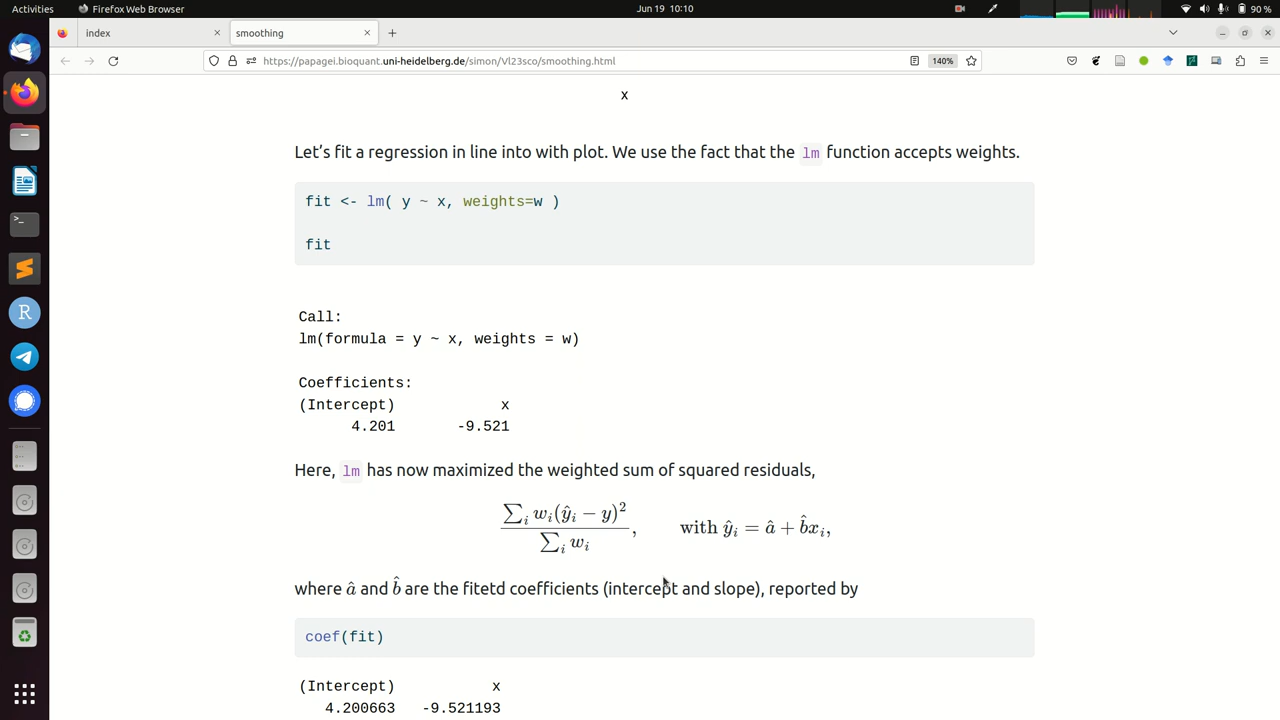 Activities
Firefox Web Browser
Jun 19 10:10
90 %
index
smoothing
https://papagei.bioquant.uni-heidelberg.de/simon/Vl23sco/smoothing.html
140%
x
Let's fit a regression in line into with plot. We use the fact that the lm function accepts weights.
fit <- lm( y ~ x, weights=w )
fit
Call:
lm(formula = y ~ x, weights = w)
Coefficients:
(Intercept) x
4.201 -9.521
Here, lm has now maximized the weighted sum of squared residuals,
∑i wi(ŷi − y)² / ∑i wi, with ŷi = â + b̂xi,
where â and b̂ are the fitetd coefficients (intercept and slope), reported by
coef(fit)
(Intercept) x
4.200663 -9.521193